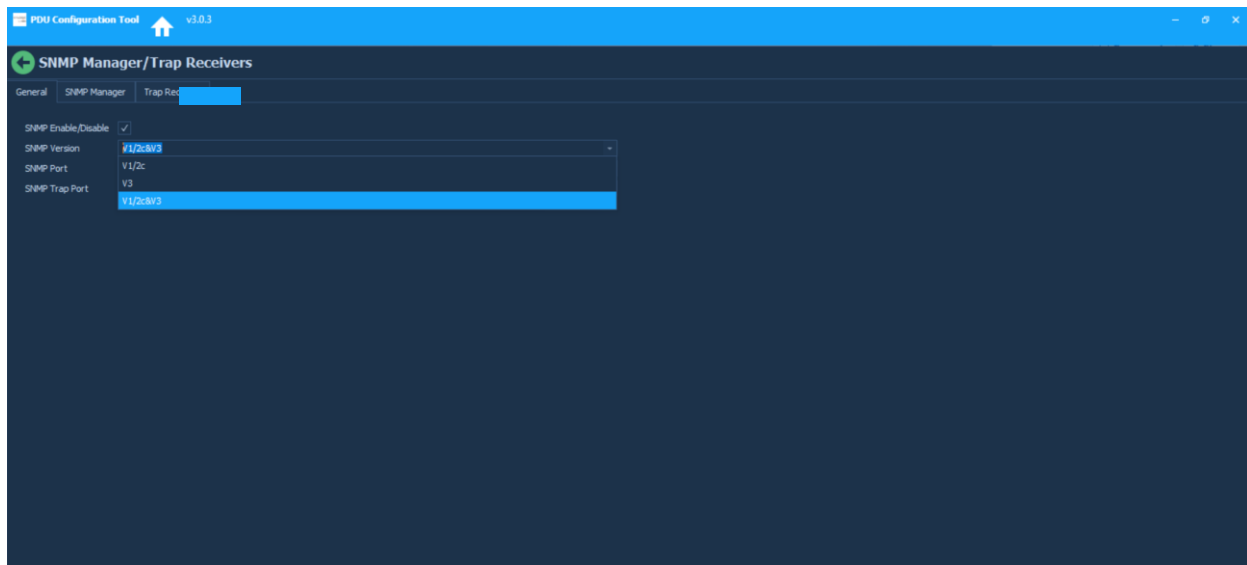 PDU Configuration Tool v3.0.3
SNMP Manager/Trap Receivers
General SNMP Manager Trap Rec
SNMP Enable/Disable
SNMP Version V1/2c&V3
SNMP Port V1/2c
V3
SNMP Trap Port
V1/2c&V3